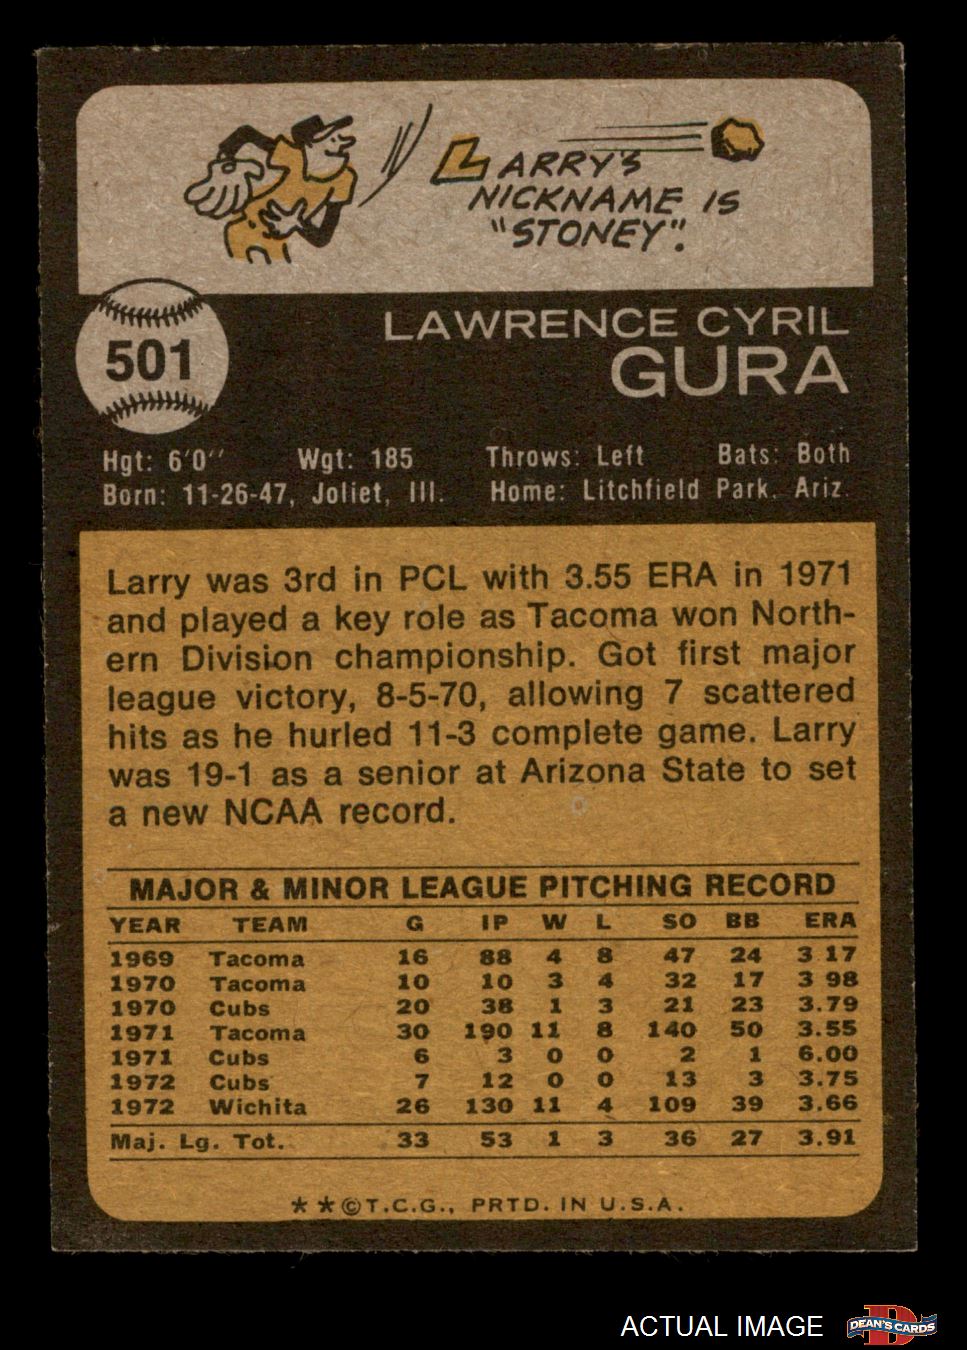 LARRY'S
NICKNAME IS
"STONEY".
501
LAWRENCE CYRIL
GURA
Hgt: 6'0'' Wgt: 185 Throws: Left Bats: Both
Born: 11-26-47, Joliet, Ill. Home: Litchfield Park, Ariz.
Larry was 3rd in PCL with 3.55 ERA in 1971
and played a key role as Tacoma won North-
ern Division championship. Got first major
league victory, 8-5-70, allowing 7 scattered
hits as he hurled 11-3 complete game. Larry
was 19-1 as a senior at Arizona State to set
a new NCAA record.
MAJOR & MINOR LEAGUE PITCHING RECORD
YEAR TEAM G IP W L SO BB ERA
1969 Tacoma 16 88 4 8 47 24 3 17
1970 Tacoma 10 10 3 4 32 17 3 98
1970 Cubs 20 38 1 3 21 23 3.79
1971 Tacoma 30 190 11 8 140 50 3.55
1971 Cubs 6 3 0 0 2 1 6.00
1972 Cubs 7 12 0 0 13 3 3.75
1972 Wichita 26 130 11 4 109 39 3.66
Maj. Lg. Tot. 33 53 1 3 36 27 3.91
**©T.C.G., PRTD. IN U.S.A.
ACTUAL IMAGE
D
DEAN'S CARDS